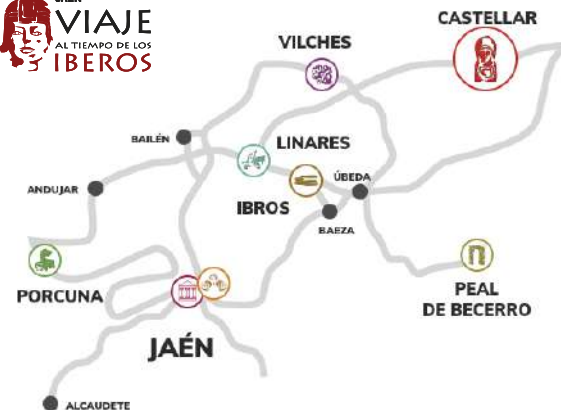 VIAJE
AL TIEMPO DE LOS
IBEROS
CASTELLAR
VILCHES
BAILÉN
LINARES
ANDUJAR
ÚBEDA
IBROS
BAEZA
PORCUNA
PEAL
DE BECERRO
JAÉN
ALCAUDETE